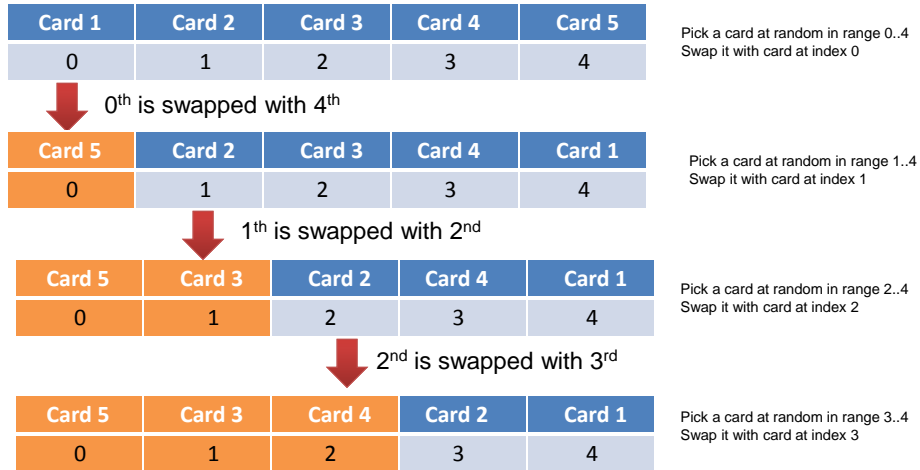 Card 1 Card 2 Card 3 Card 4 Card 5
0 1 2 3 4
Pick a card at random in range 0..4
Swap it with card at index 0
0th is swapped with 4th
Card 5 Card 2 Card 3 Card 4 Card 1
0 1 2 3 4
Pick a card at random in range 1..4
Swap it with card at index 1
1th is swapped with 2nd
Card 5 Card 3 Card 2 Card 4 Card 1
0 1 2 3 4
Pick a card at random in range 2..4
Swap it with card at index 2
2nd is swapped with 3rd
Card 5 Card 3 Card 4 Card 2 Card 1
0 1 2 3 4
Pick a card at random in range 3..4
Swap it with card at index 3